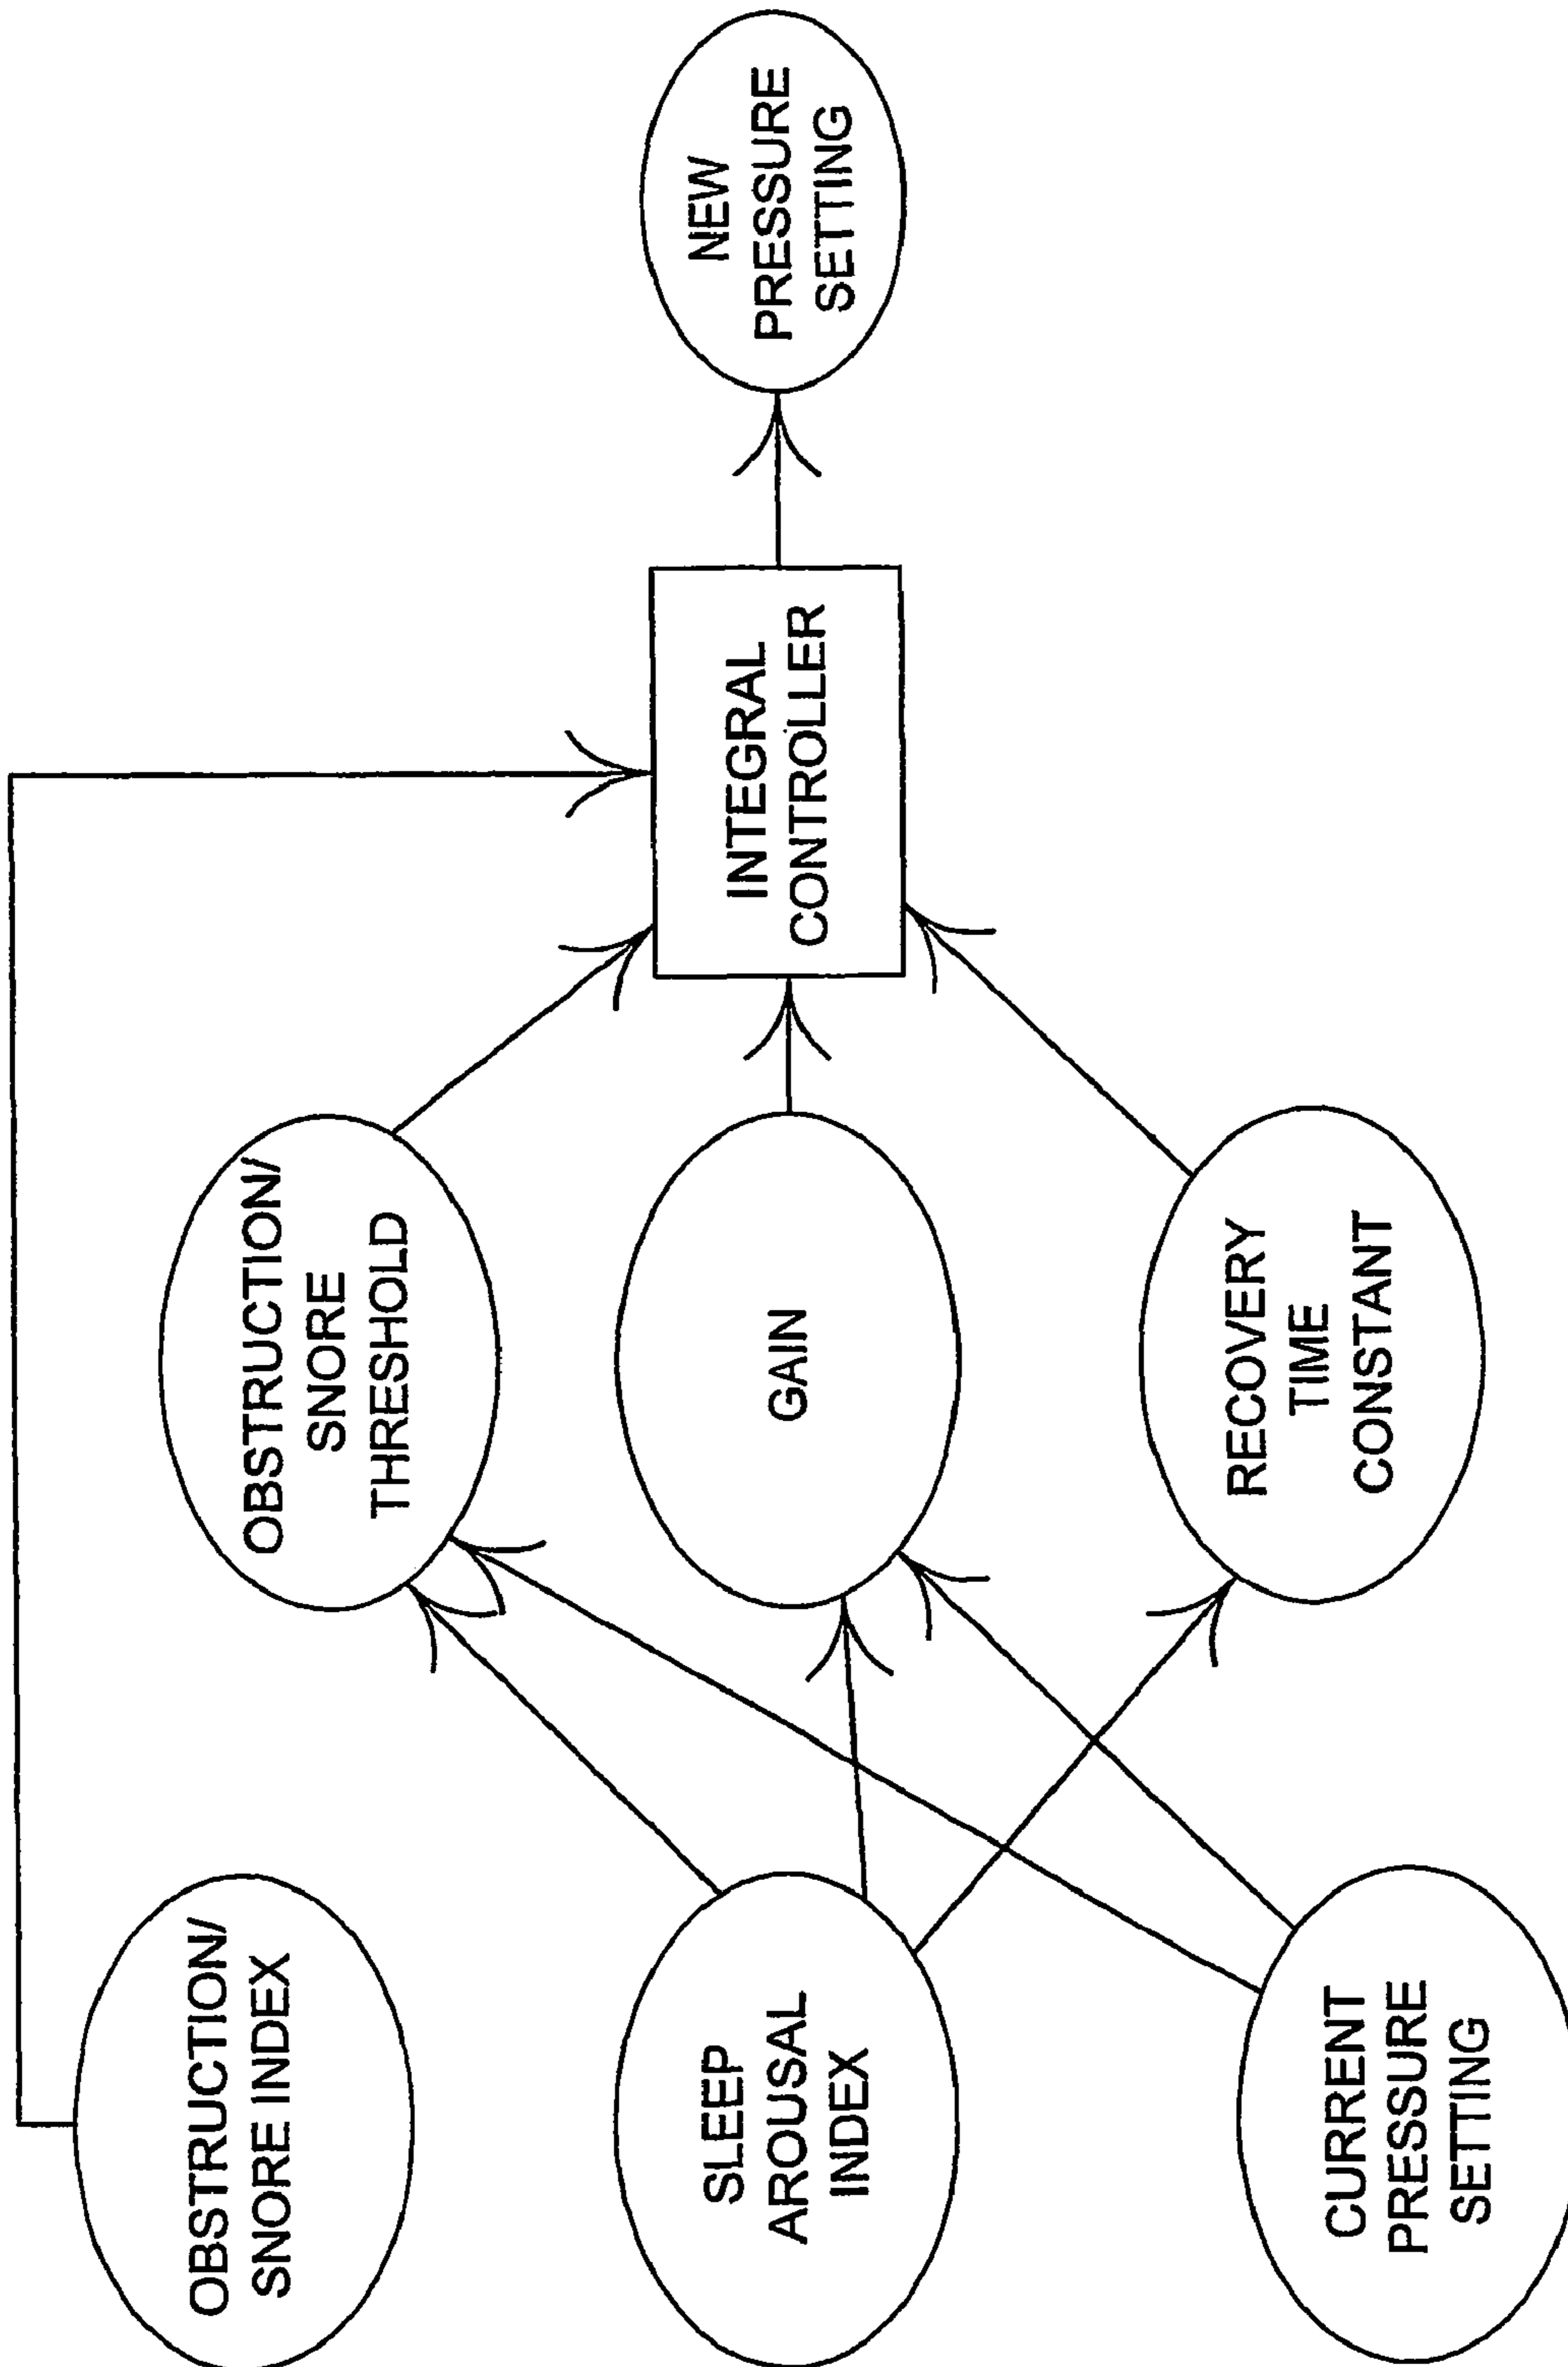 OBSTRUCTION/
SNORE INDEX
SLEEP
AROUSAL
INDEX
CURRENT
PRESSURE
SETTING
OBSTRUCTION/
SNORE
THRESHOLD
GAIN
RECOVERY
TIME
CONSTANT
INTEGRAL
CONTROLLER
NEW
PRESSURE
SETTING